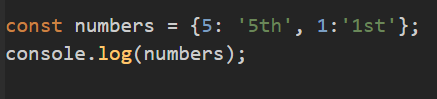 const numbers = {5: '5th', 1:'1st'};
console.log(numbers);